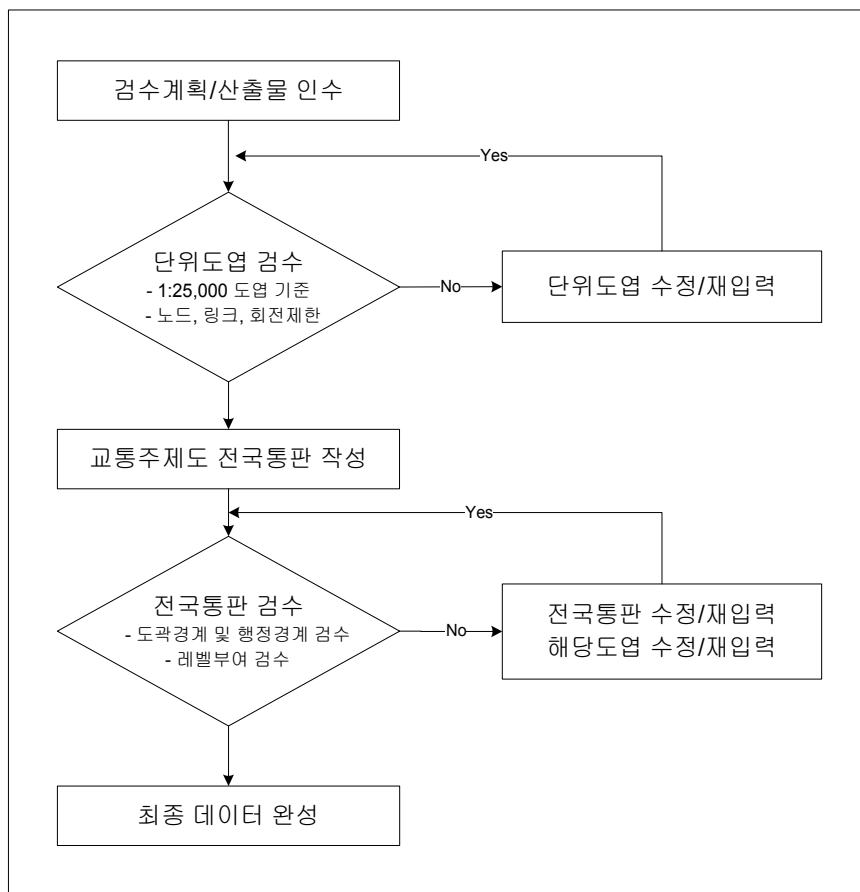 검수계획/산출물 인수
Yes
단위도엽 검수
- 1:25,000 도엽 기준
- 노드, 링크, 회전제한
No
단위도엽 수정/재입력
교통주제도 전국통판 작성
Yes
전국통판 검수
- 도곽경계 및 행정경계 검수
- 레벨부여 검수
No
전국통판 수정/재입력
해당도엽 수정/재입력
최종 데이터 완성